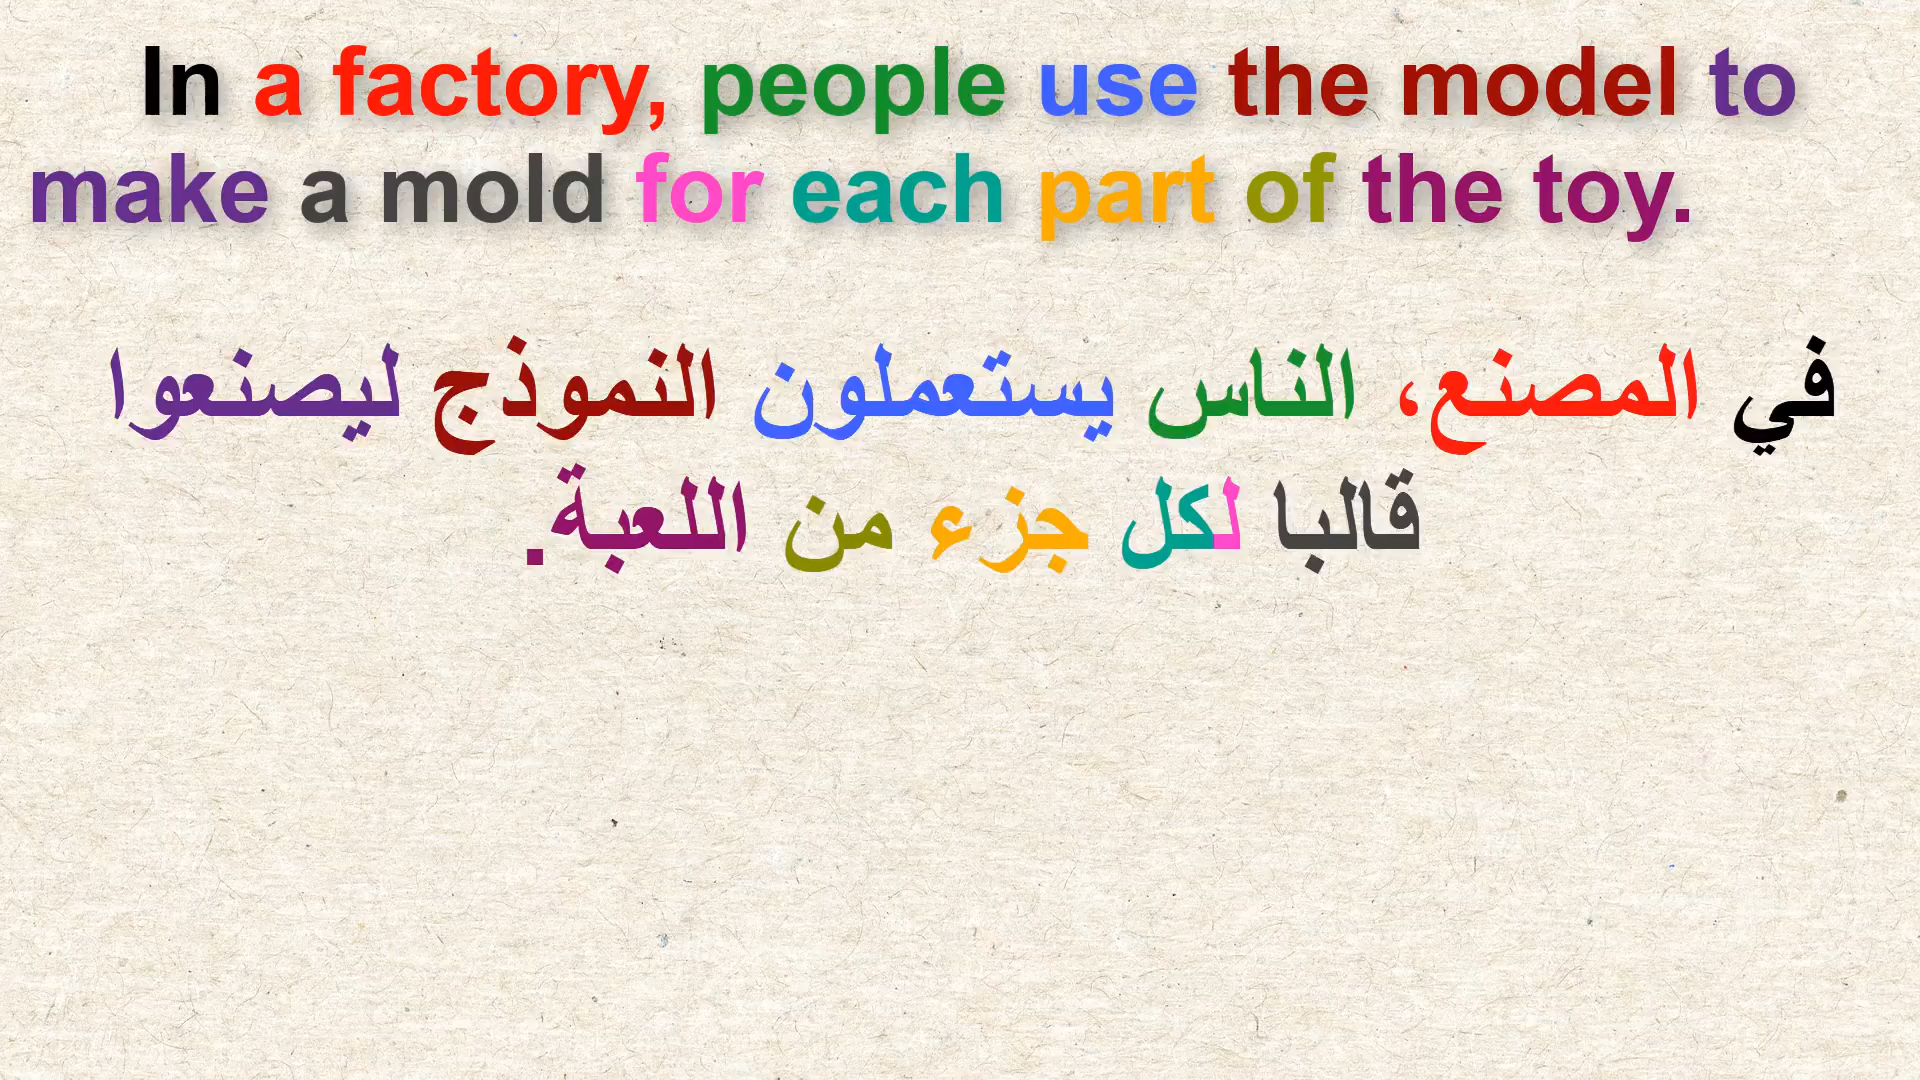 In a factory, people use the model to
make a mold for each part of the toy.
في المصنع، الناس يستعملون النموذج ليصنعوا
قالبا لكل جزء من اللعبة.